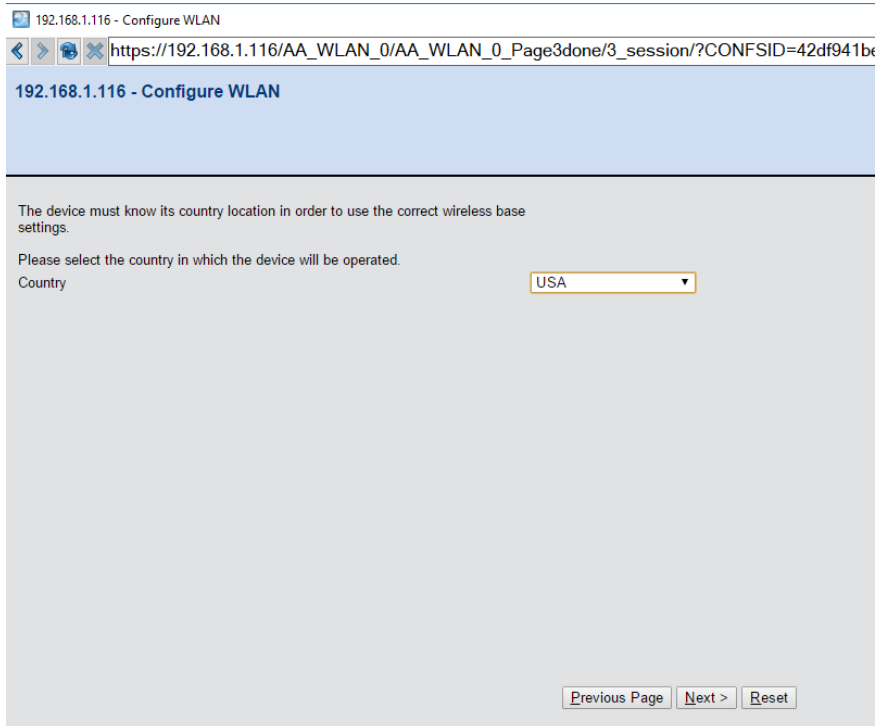 192.168.1.116 - Configure WLAN
https://192.168.1.116/AA_WLAN_0/AA_WLAN_0_Page3done/3_session/?CONFSID=42df941be
192.168.1.116 - Configure WLAN
The device must know its country location in order to use the correct wireless base
settings.
Please select the country in which the device will be operated.
Country USA
Previous Page Next > Reset